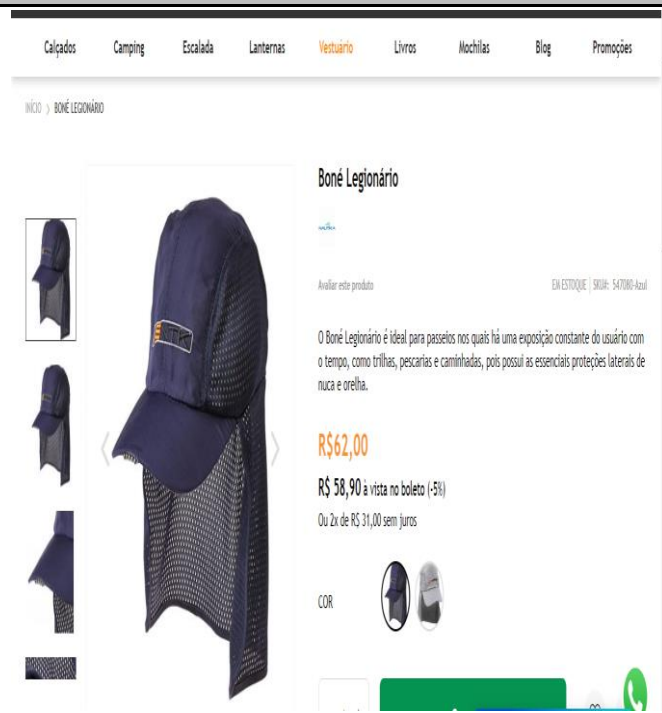 Calçados Camping Escalada Lanternas Vestuário Livros Mochilas Blog Promoções
INÍCIO > BONÉ LEGIONÁRIO
Boné Legionário
Avaliar este produto
EM ESTOQUE | SKU#: 547080-Azul
O Boné Legionário é ideal para passeios nos quais há uma exposição constante do usuário com
o tempo, como trilhas, pescarias e caminhadas, pois possui as essenciais proteções laterais de
nuca e orelha.
R$62,00
R$ 58,90 à vista no boleto (-5%)
Ou 2x de R$ 31,00 sem juros
COR